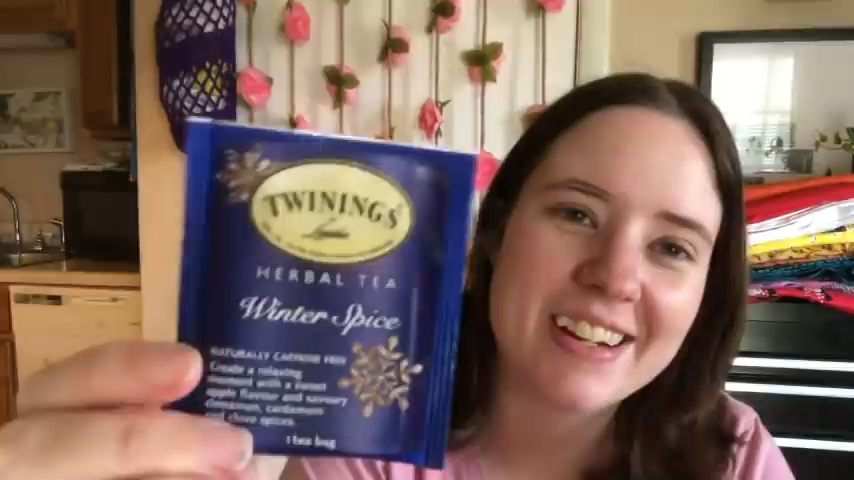 TWININGS
HERBAL TEA
Winter Spice
NATURALLY CAFFEINE FREE
Create a relaxing
moment with a sweet
apple flavour and savoury
cinnamon, cardamom
and clove spices.
1 tea bag